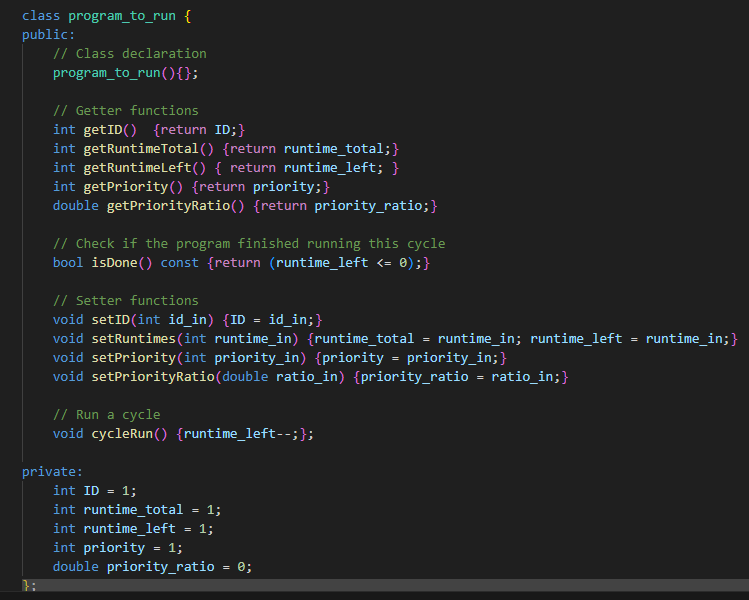 class program_to_run {
public:
    // Class declaration
    program_to_run(){};

    // Getter functions
    int getID()  {return ID;}
    int getRuntimeTotal() {return runtime_total;}
    int getRuntimeLeft() { return runtime_left; }
    int getPriority() {return priority;}
    double getPriorityRatio() {return priority_ratio;}

    // Check if the program finished running this cycle
    bool isDone() const {return (runtime_left <= 0);}

    // Setter functions
    void setID(int id_in) {ID = id_in;}
    void setRuntimes(int runtime_in) {runtime_total = runtime_in; runtime_left = runtime_in;}
    void setPriority(int priority_in) {priority = priority_in;}
    void setPriorityRatio(double ratio_in) {priority_ratio = ratio_in;}

    // Run a cycle
    void cycleRun() {runtime_left--;};

private:
    int ID = 1;
    int runtime_total = 1;
    int runtime_left = 1;
    int priority = 1;
    double priority_ratio = 0;
};